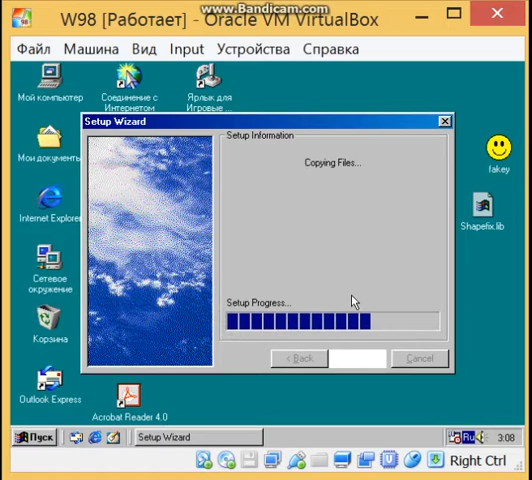 www.Bandicam.com
W98 [Работает] - Oracle VM VirtualBox
Файл Машина Вид Input Устройства Справка
Мой компьютер
Соединение с
Интернетом
Ярлык для
Игровые
Setup Wizard
Setup Information
Copying Files...
Мои документы
fakey
Internet Explorer
Shapefix.lib
Сетевое
окружение
Setup Progress...
Корзина
< Back
Cancel
Outlook Express
Acrobat Reader 4.0
Пуск
Setup Wizard
Ru
3:08
Right Ctrl